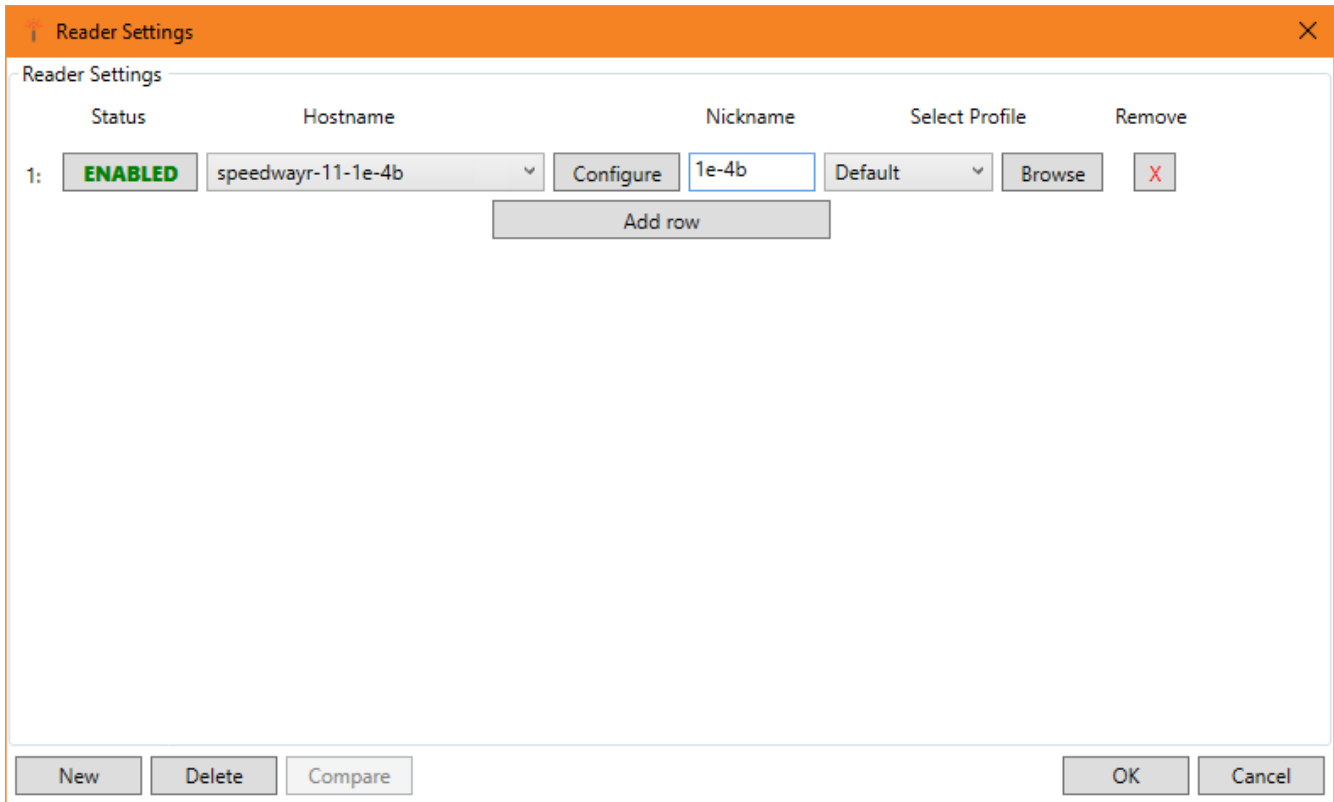 Reader Settings
Reader Settings
Status Hostname Nickname Select Profile Remove
1: ENABLED speedwayr-11-1e-4b Configure 1e-4b Default Browse X
Add row
New Delete Compare OK Cancel